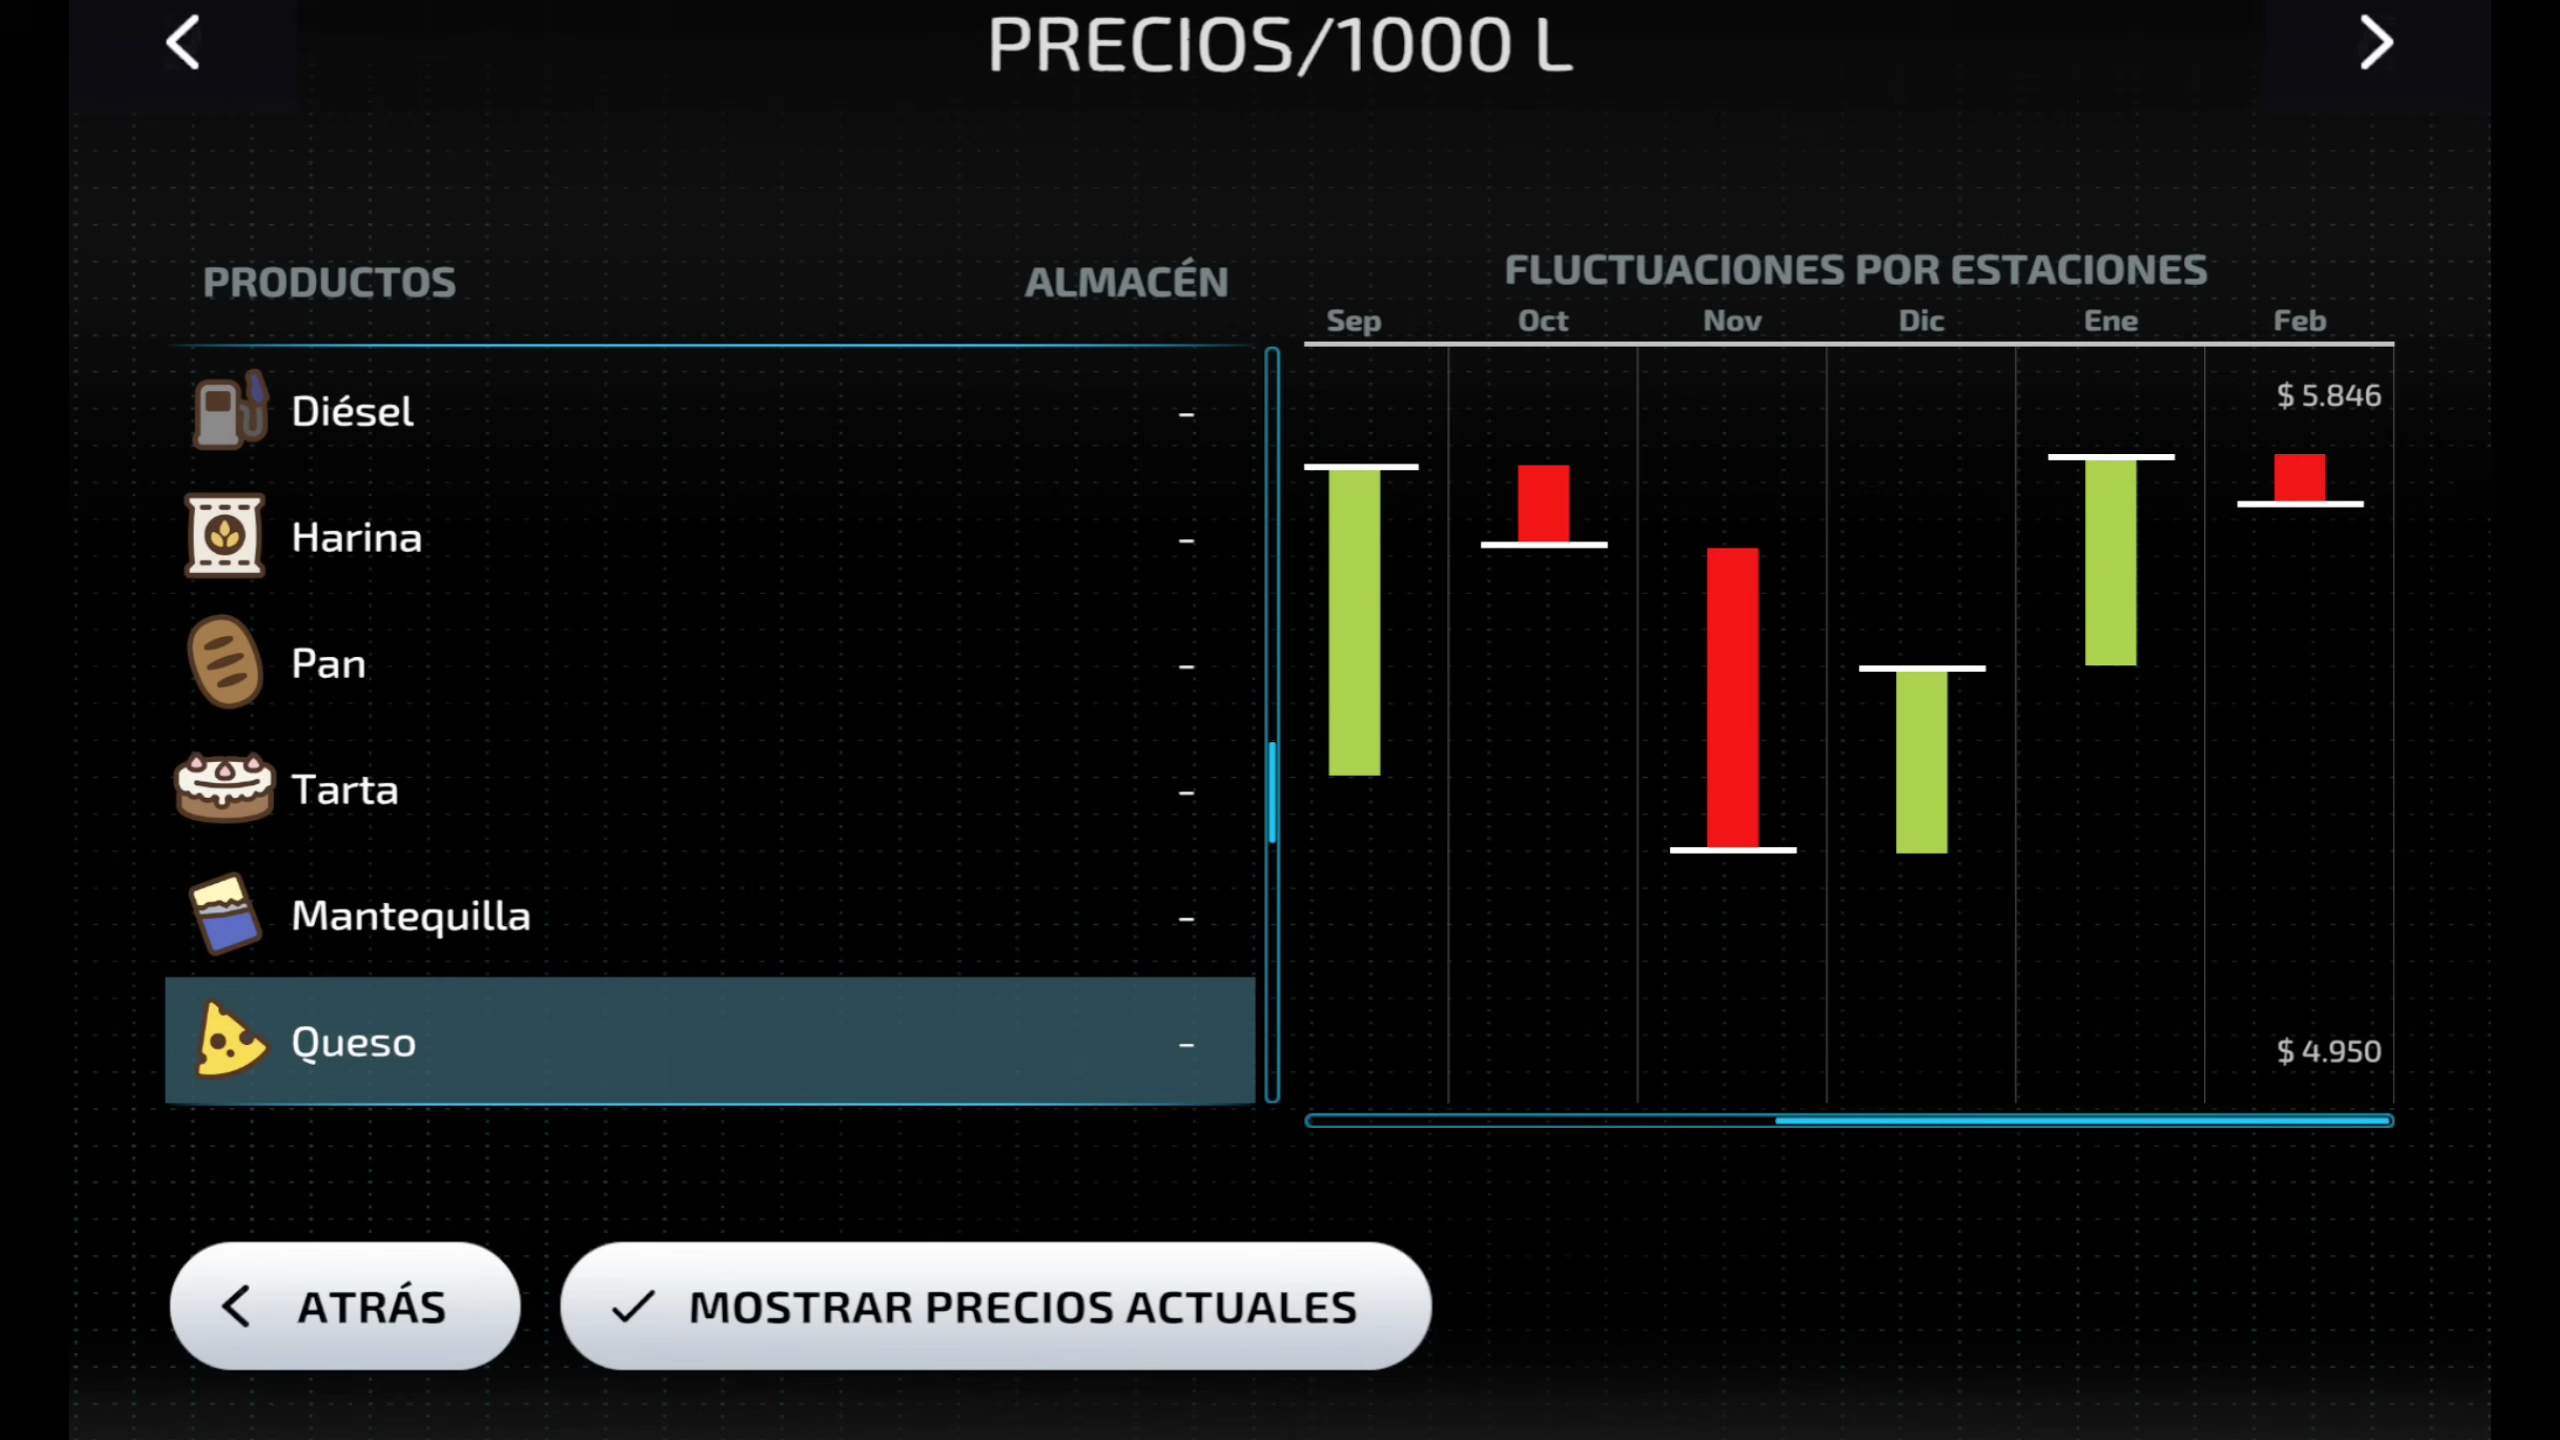 PRECIOS/1000 L
PRODUCTOS
ALMACÉN
Diésel
-
Harina
-
Pan
-
Tarta
-
Mantequilla
-
Queso
-
FLUCTUACIONES POR ESTACIONES
Sep Oct Nov Dic Ene Feb
$ 5.846
$ 4.950
ATRÁS
MOSTRAR PRECIOS ACTUALES